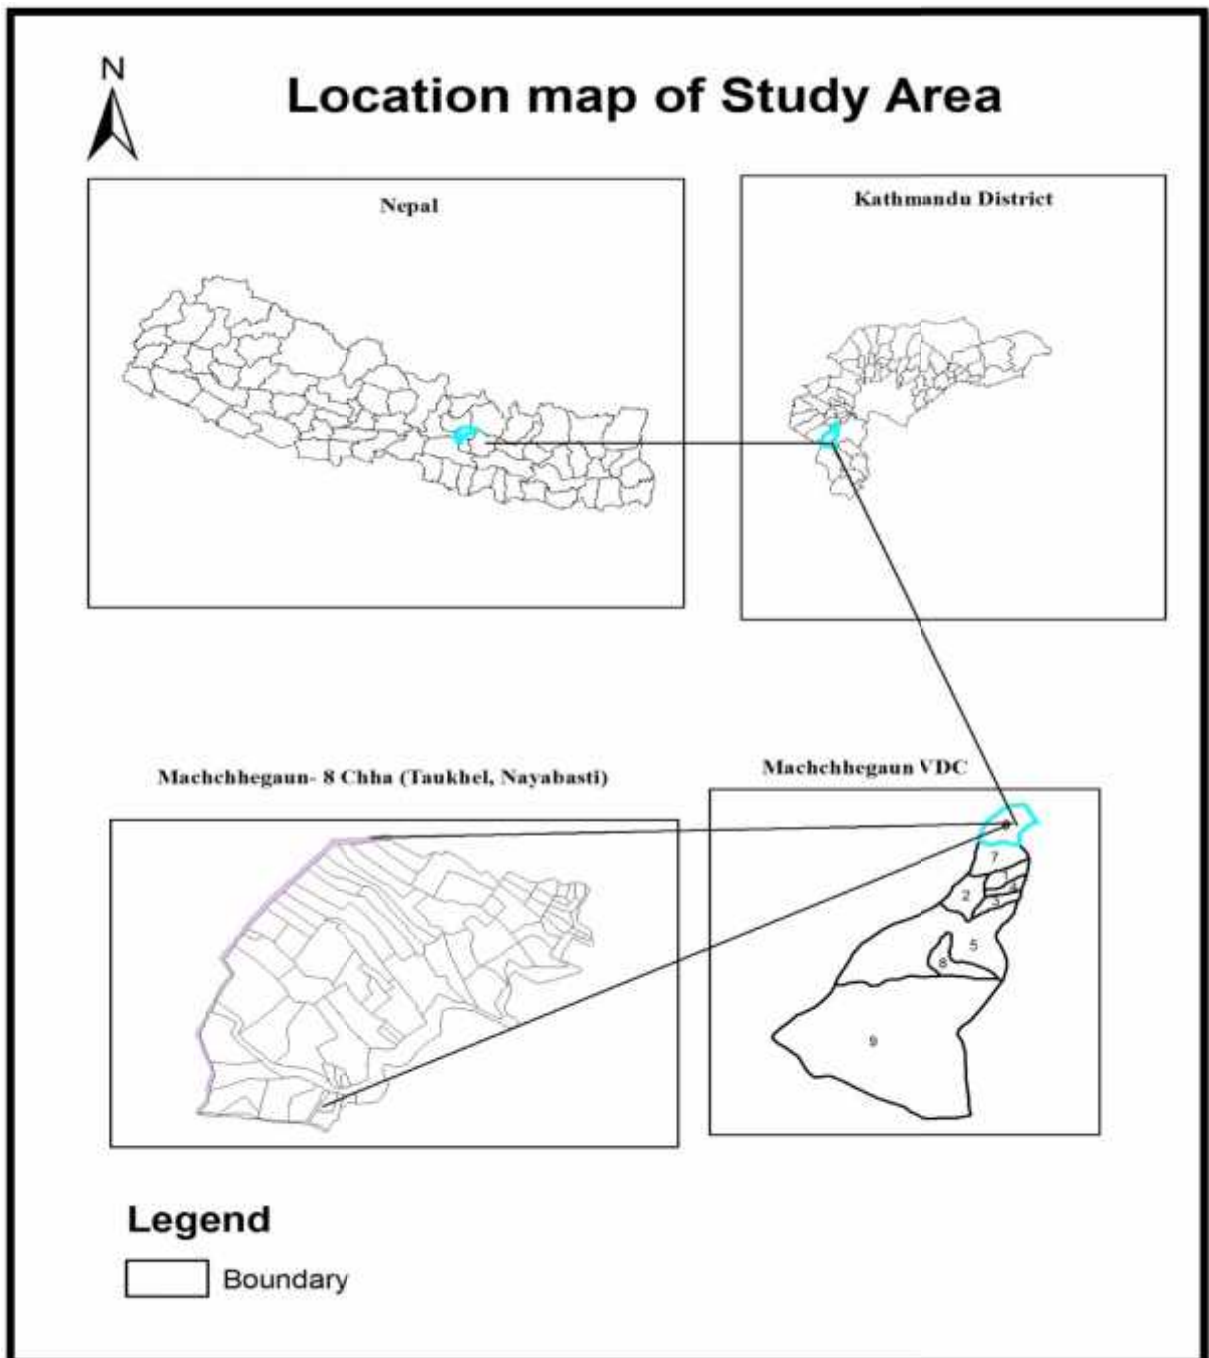 N
Location map of Study Area
Nepal
Kathmandu District
Machchhegaun- 8 Chha (Taukhel, Nayabasti)
Machchhegaun VDC
7
2
3
5
8
9
Legend
Boundary